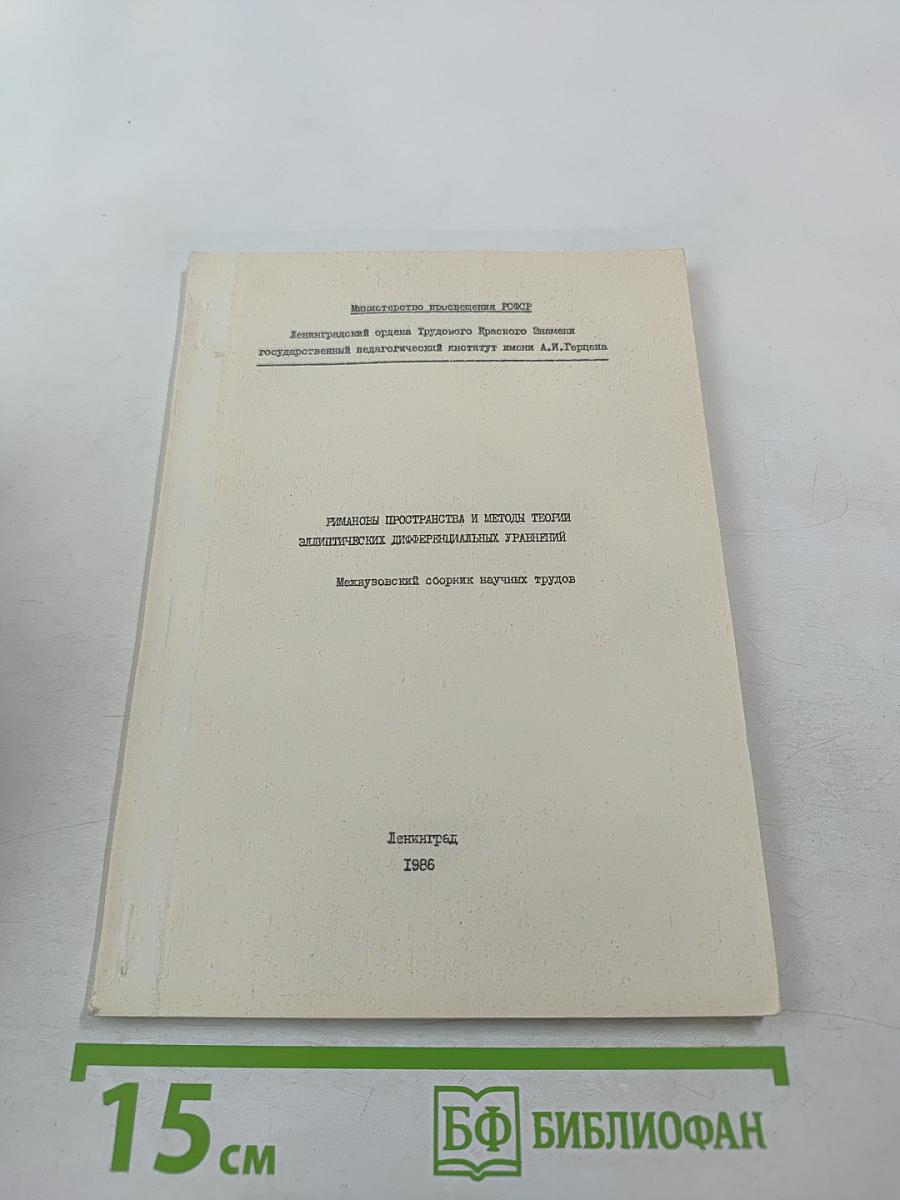 Министерство просвещения РСФСР
Ленинградский ордена Трудового Красного Знамени
государственный педагогический институт имени А.И.Герцена
РИМАНОВЫ ПРОСТРАНСТВА И МЕТОДЫ ТЕОРИИ
ЭЛЛИПТИЧЕСКИХ ДИФФЕРЕНЦИАЛЬНЫХ УРАВНЕНИЙ
Межвузовский сборник научных трудов
Ленинград
1986
15 см
БФ БИБЛИОФАН